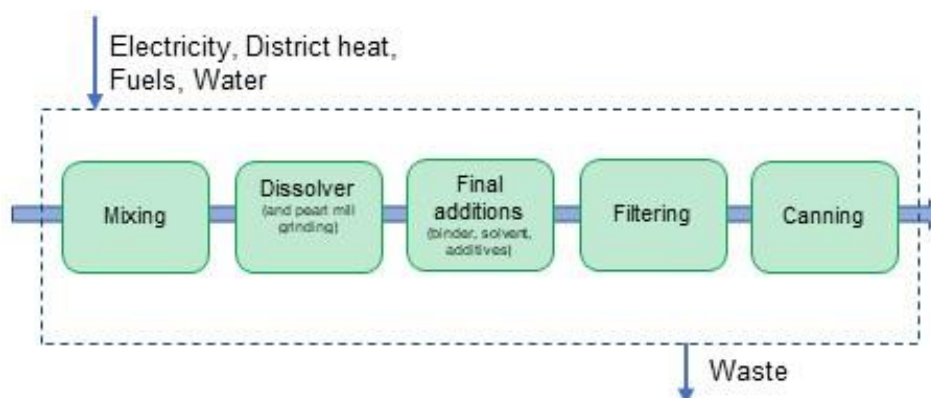 Electricity, District heat,
Fuels, Water
Mixing
Dissolver
(and pearl mill
grinding)
Final
additions
(binder, solvent,
additives)
Filtering
Canning
Waste